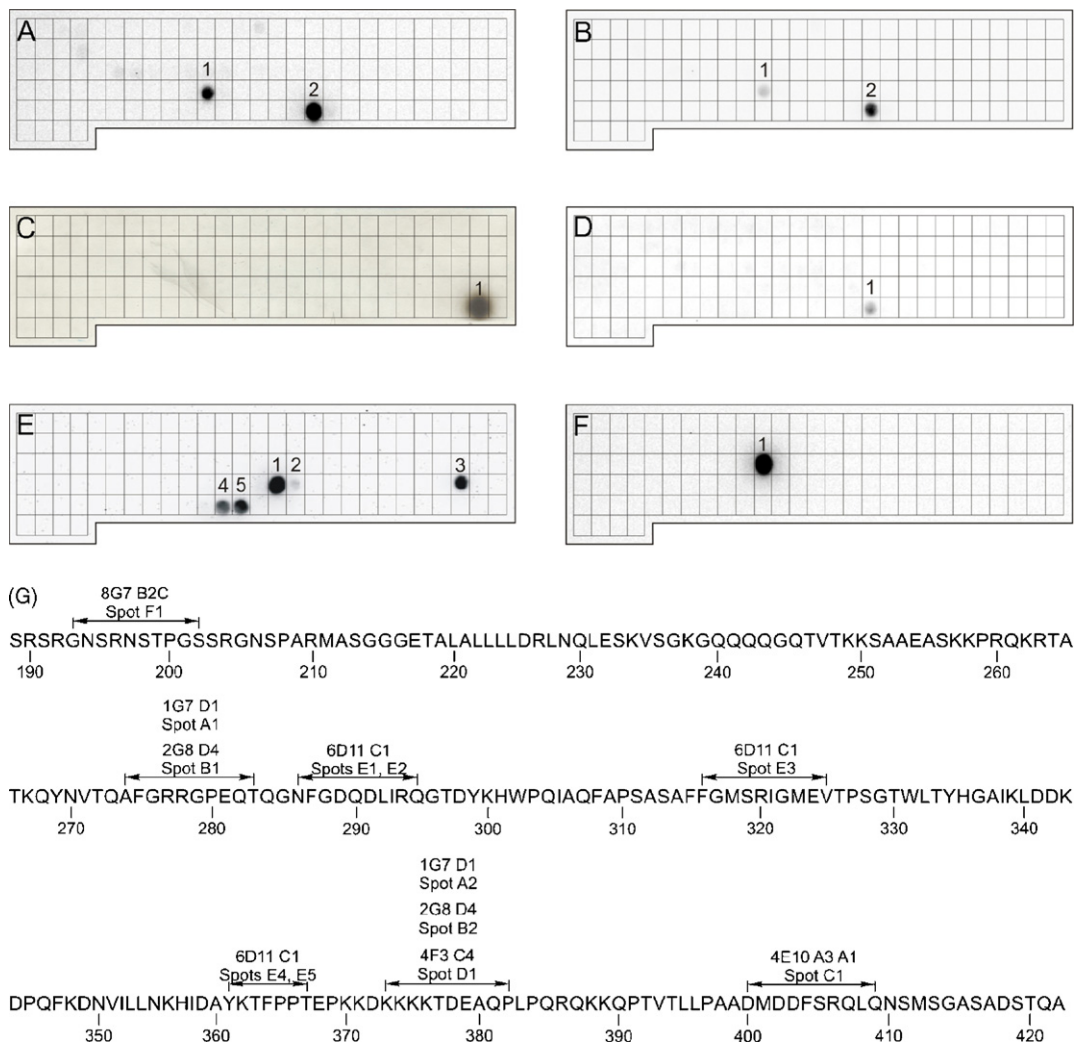 A
1
2
B
1
2
C
1
D
1
E
1
2
3
4
5
F
1
(G)
8G7 B2C
Spot F1
SRSRGNSRNSTPGSSRGNSPARMASGGGETALALLLLDRLNQLESKVSGKGQQQQGQTVTKKSAAEASKKPRQKRTA
190 200 210 220 230 240 250 260
1G7 D1
Spot A1
2G8 D4 6D11 C1 6D11 C1
Spot B1 Spots E1, E2 Spot E3
TKQYNVTQAFGRRGPEQTQGNFGDQDLIRQGTDYKHWPQIAQFAPSASAFFGMSRIGMEVTPSGTWLTYHGAIKLDDK
270 280 290 300 310 320 330 340
1G7 D1
Spot A2
2G8 D4
Spot B2
6D11 C1 4F3 C4 4E10 A3 A1
Spots E4, E5 Spot D1 Spot C1
DPQFKDNVILLNKHIDAYKTFPPTEPKKDKKKKTDEAQPLPQRQKKQPTVTLLPAADMDDFSRQLQNSMSGASADSTQA
350 360 370 380 390 400 410 420